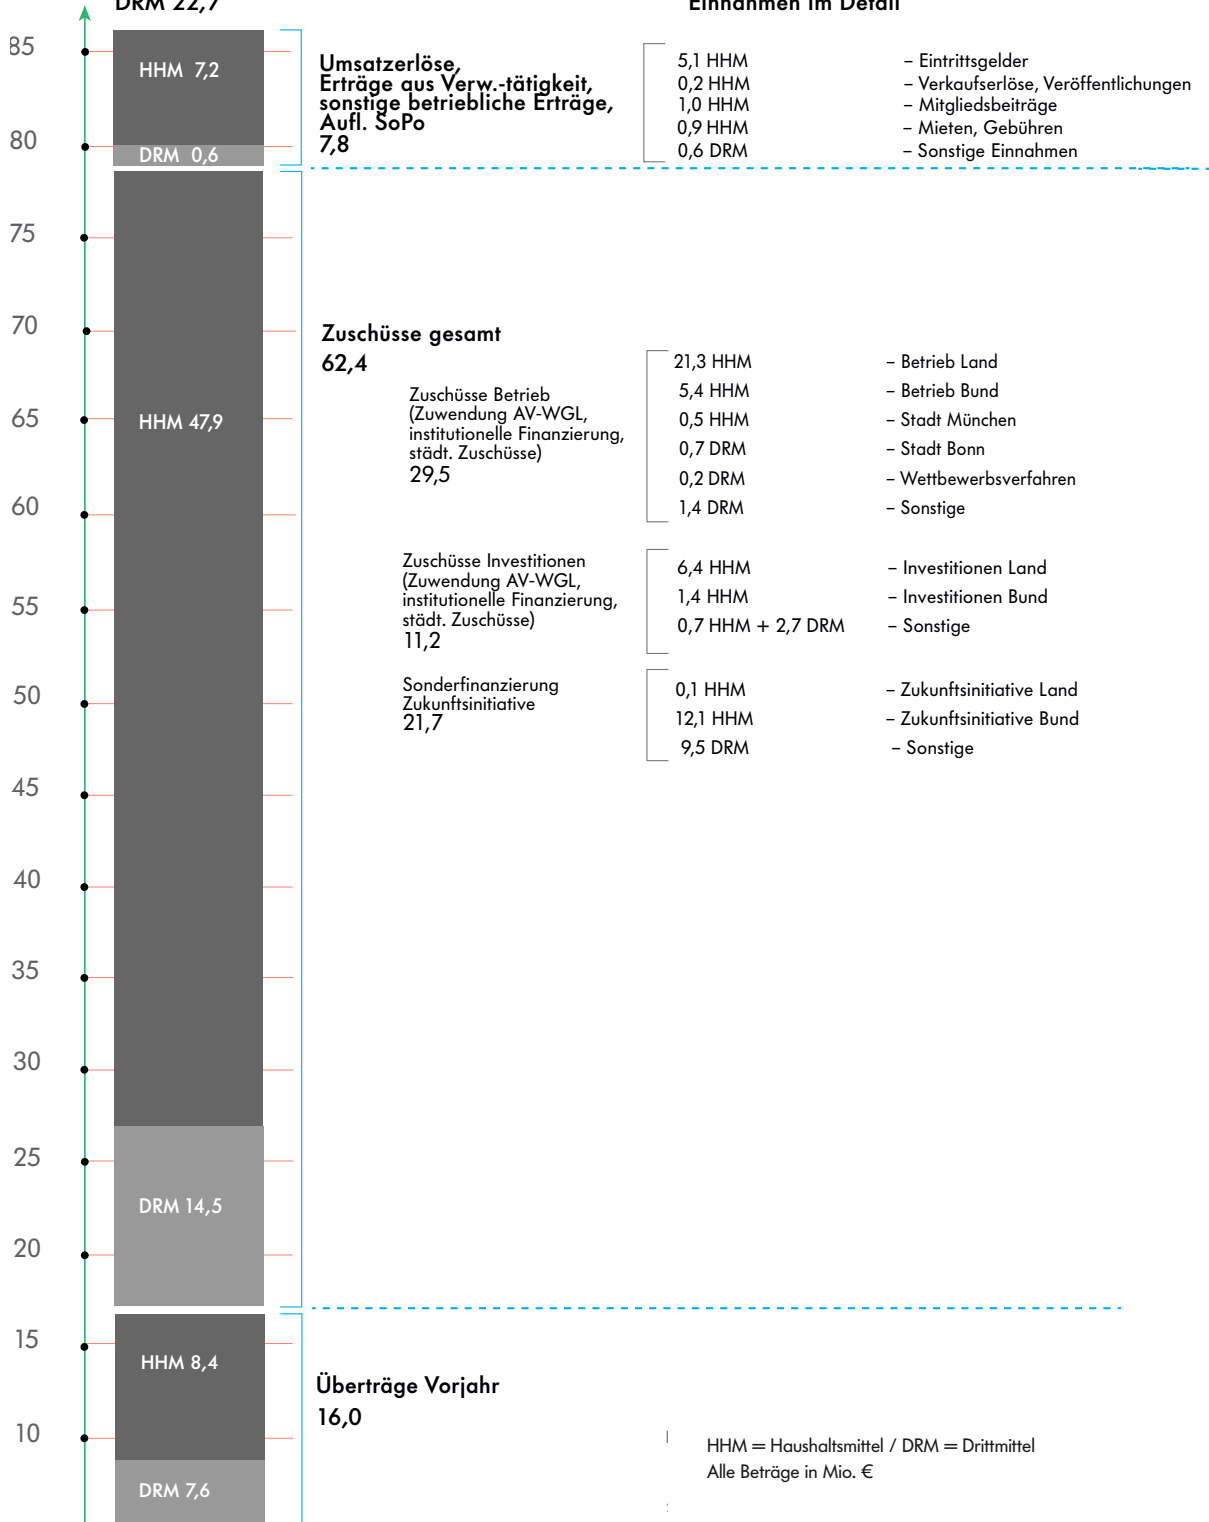 DRM 22,7
Einnahmen im Detail
85
HHM 7,2
80
DRM 0,6
Umsatzerlöse,
Erträge aus Verw.-tätigkeit,
sonstige betriebliche Erträge,
Aufl. SoPo
7,8
5,1 HHM – Eintrittsgelder
0,2 HHM – Verkaufserlöse, Veröffentlichungen
1,0 HHM – Mitgliedsbeiträge
0,9 HHM – Mieten, Gebühren
0,6 DRM – Sonstige Einnahmen
75
70
65
HHM 47,9
60
55
50
45
40
35
30
25
DRM 14,5
20
Zuschüsse gesamt
62,4
Zuschüsse Betrieb
(Zuwendung AV-WGL,
institutionelle Finanzierung,
städt. Zuschüsse)
29,5
21,3 HHM – Betrieb Land
5,4 HHM – Betrieb Bund
0,5 HHM – Stadt München
0,7 DRM – Stadt Bonn
0,2 DRM – Wettbewerbsverfahren
1,4 DRM – Sonstige
Zuschüsse Investitionen
(Zuwendung AV-WGL,
institutionelle Finanzierung,
städt. Zuschüsse)
11,2
6,4 HHM – Investitionen Land
1,4 HHM – Investitionen Bund
0,7 HHM + 2,7 DRM – Sonstige
Sonderfinanzierung
Zukunftsinitiative
21,7
0,1 HHM – Zukunftsinitiative Land
12,1 HHM – Zukunftsinitiative Bund
9,5 DRM – Sonstige
15
HHM 8,4
10
DRM 7,6
Überträge Vorjahr
16,0
HHM = Haushaltsmittel / DRM = Drittmittel
Alle Beträge in Mio. €